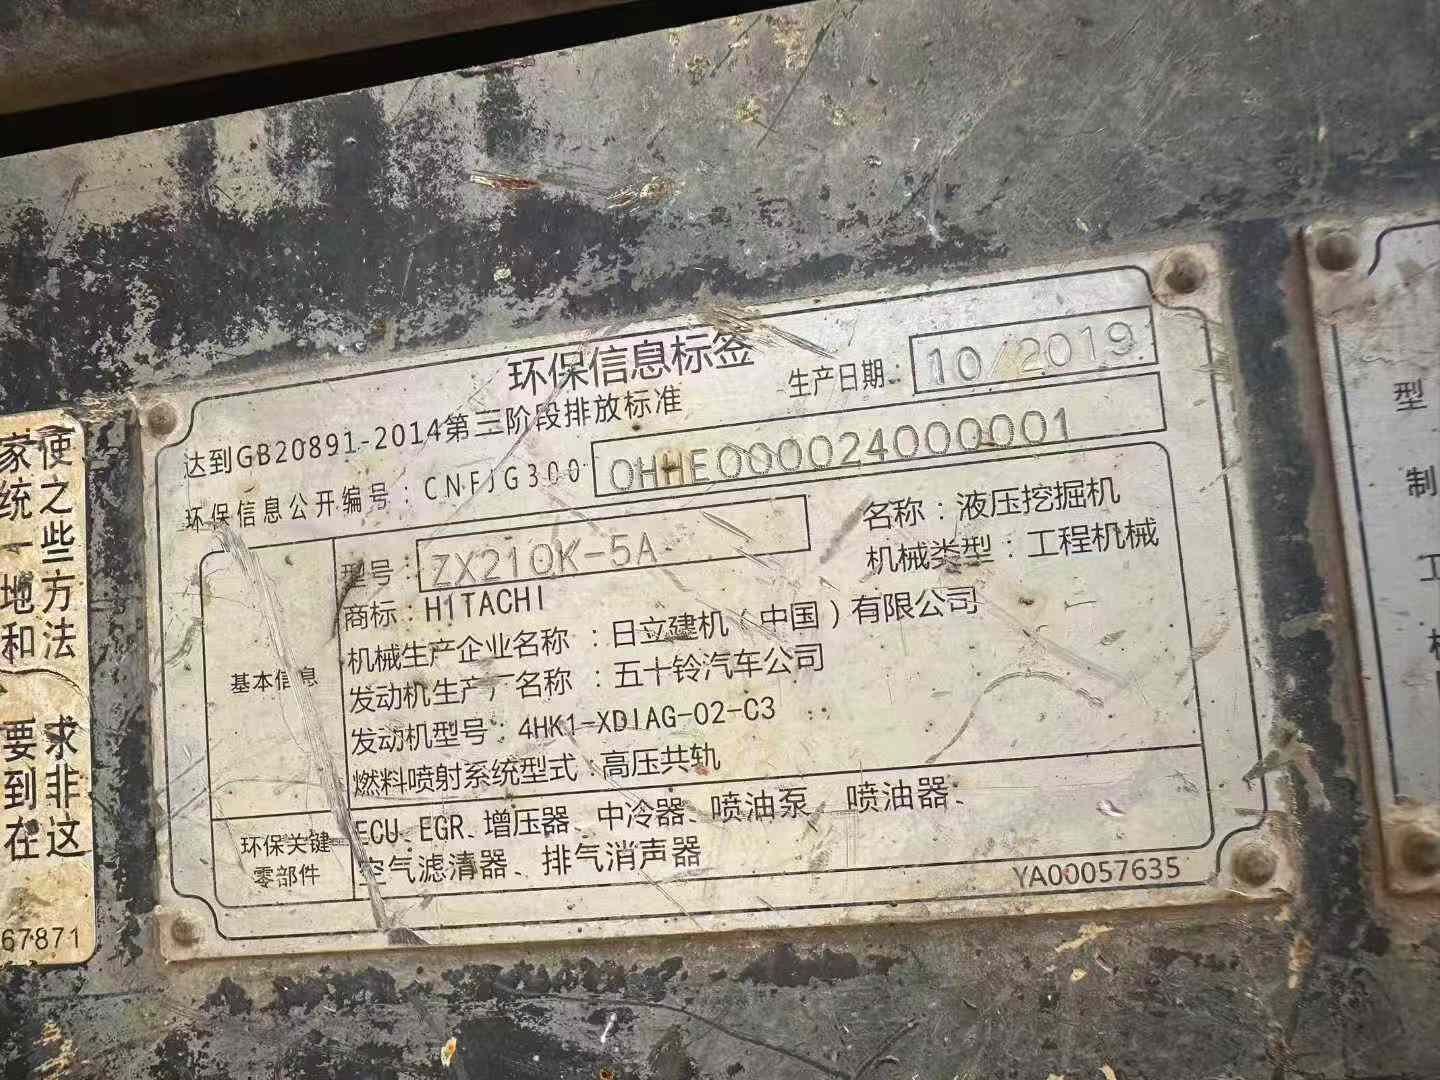 环保信息标签
达到GB20891-2014第三阶段排放标准
生产日期: 10/2019
环保信息公开编号: CNFJG300 0HHE000024000001
基本信息
型号: ZX210K-5A
名称: 液压挖掘机
商标: HITACHI
机械类型: 工程机械
机械生产企业名称: 日立建机(中国)有限公司
发动机生产厂名称: 五十铃汽车公司
发动机型号: 4HK1-XDIAG-02-C3
燃料喷射系统型式: 高压共轨
环保关键
零部件
ECU、EGR、增压器、中冷器、喷油泵、喷油器、
空气滤清器、排气消声器
YA00057635
家使
统之
一些
地方
和法
要求
到非
在这
67871
型
制
工